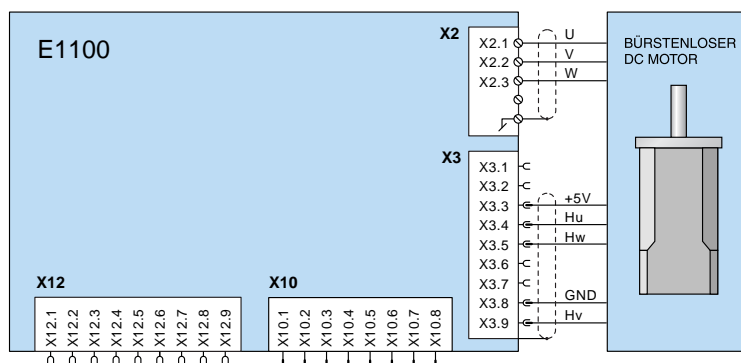 E1100
X2
X2.1
X2.2
X2.3
U
V
W
BÜRSTENLOSER
DC MOTOR
X3
X3.1
X3.2
X3.3
X3.4
X3.5
X3.6
X3.7
X3.8
X3.9
+5V
Hu
Hw
GND
Hv
X12
X12.1
X12.2
X12.3
X12.4
X12.5
X12.6
X12.7
X12.8
X12.9
X10
X10.1
X10.2
X10.3
X10.4
X10.5
X10.6
X10.7
X10.8